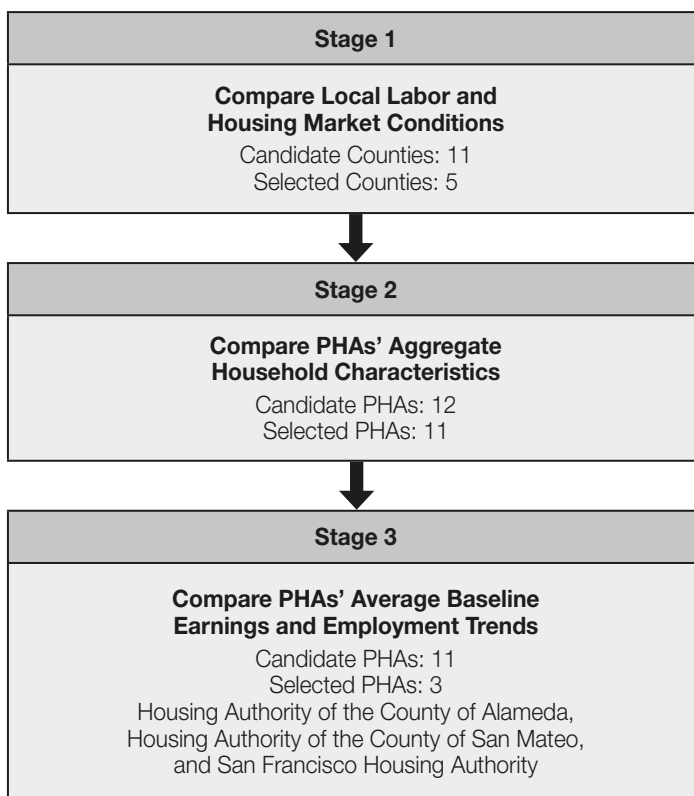 Stage 1
Compare Local Labor and
Housing Market Conditions
Candidate Counties: 11
Selected Counties: 5
Stage 2
Compare PHAs’ Aggregate
Household Characteristics
Candidate PHAs: 12
Selected PHAs: 11
Stage 3
Compare PHAs’ Average Baseline
Earnings and Employment Trends
Candidate PHAs: 11
Selected PHAs: 3
Housing Authority of the County of Alameda,
Housing Authority of the County of San Mateo,
and San Francisco Housing Authority